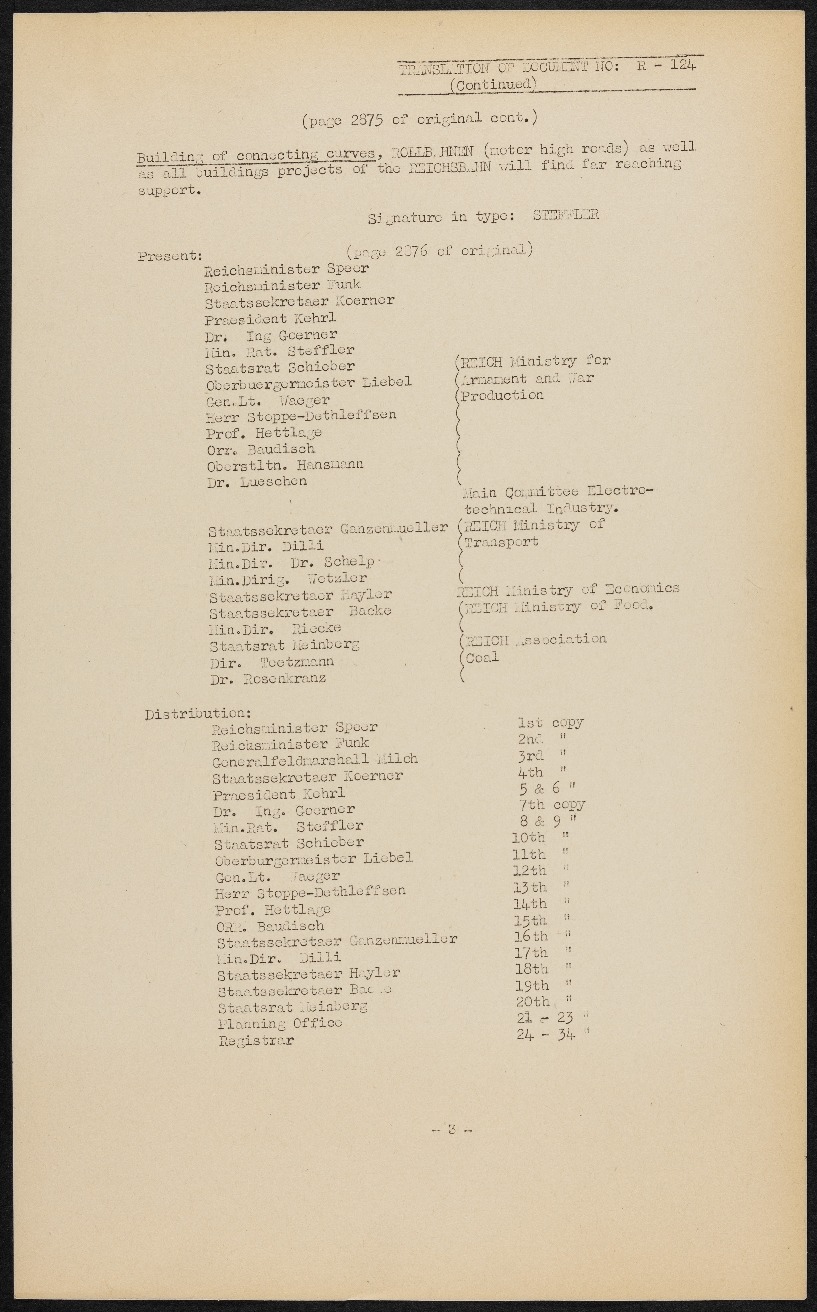 TRANSLATION OF DOCUMENT NO: R - 124
(Continued)
(page 2875 of original cont.)
Building of connecting curves, ROLLBAHNEN (motor high roads) as well
as all buildings projects of the REICHSBAHN will find far reaching
support.
Signature in type: STEFFLER
(page 2876 of original)
Present:
Reichsminister Speer
Reichsminister Funk
Staatssekretaer Koerner
Praesident Kehrl
Dr. Ing Goerner
Min. Rat. Steffler
Staatsrat Schieber (REICH Ministry for
Oberbuergermeister Liebel (Armament and War
Gen.Lt. Waeger (Production
Herr Stoppe-Dethleffsen (
Prof. Hettlage (
Orr. Baudisch (
Oberstltn. Hansmann (
Dr. Lueschen (
Main Committee Electro-
technical Industry.
Staatssekretaer Ganzenmueller (REICH Ministry of
Min.Dir. Dilli (Transport
Min.Dir. Dr. Schelp (
Min.Dirig. Wetzler (
Staatssekretaer Hayler REICH Ministry of Economics
Staatssekretaer Backe (REICH Ministry of Food.
Min.Dir. Riecke (
Staatsrat Meinberg (REICH Association
Dir. Toetzmann (Coal
Dr. Rosenkranz (
Distribution:
Reichsminister Speer 1st copy
Reichsminister Funk 2nd "
Generalfeldmarshall Milch 3rd "
Staatssekretaer Koerner 4th "
Praesident Kehrl 5 & 6 "
Dr. Ing. Goerner 7th copy
Min.Rat. Steffler 8 & 9 "
Staatsrat Schieber 10th "
Oberburgermeister Liebel 11th "
Gen.Lt. Waeger 12th "
Herr Stoppe-Dethleffsen 13th "
Prof. Hettlage 14th "
ORR. Baudisch 15th "
Staatssekretaer Ganzenmueller 16th "
Min.Dir. Dilli 17th "
Staatssekretaer Hayler 18th "
Staatssekretaer Backe 19th "
Staatsrat Meinberg 20th "
Planning Office 21 - 23 "
Registrar 24 - 34 "
- 3 -